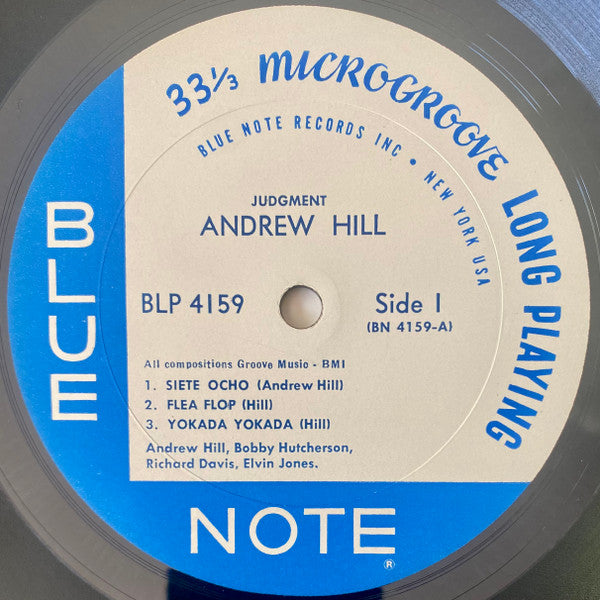 33⅓ MICROGROOVE LONG PLAYING
BLUE NOTE RECORDS INC • NEW YORK USA
JUDGMENT
ANDREW HILL
BLP 4159
Side 1
(BN 4159-A)
All compositions Groove Music - BMI
1. SIETE OCHO (Andrew Hill)
2. FLEA FLOP (Hill)
3. YOKADA YOKADA (Hill)
Andrew Hill, Bobby Hutcherson,
Richard Davis, Elvin Jones.
BLUE
NOTE®